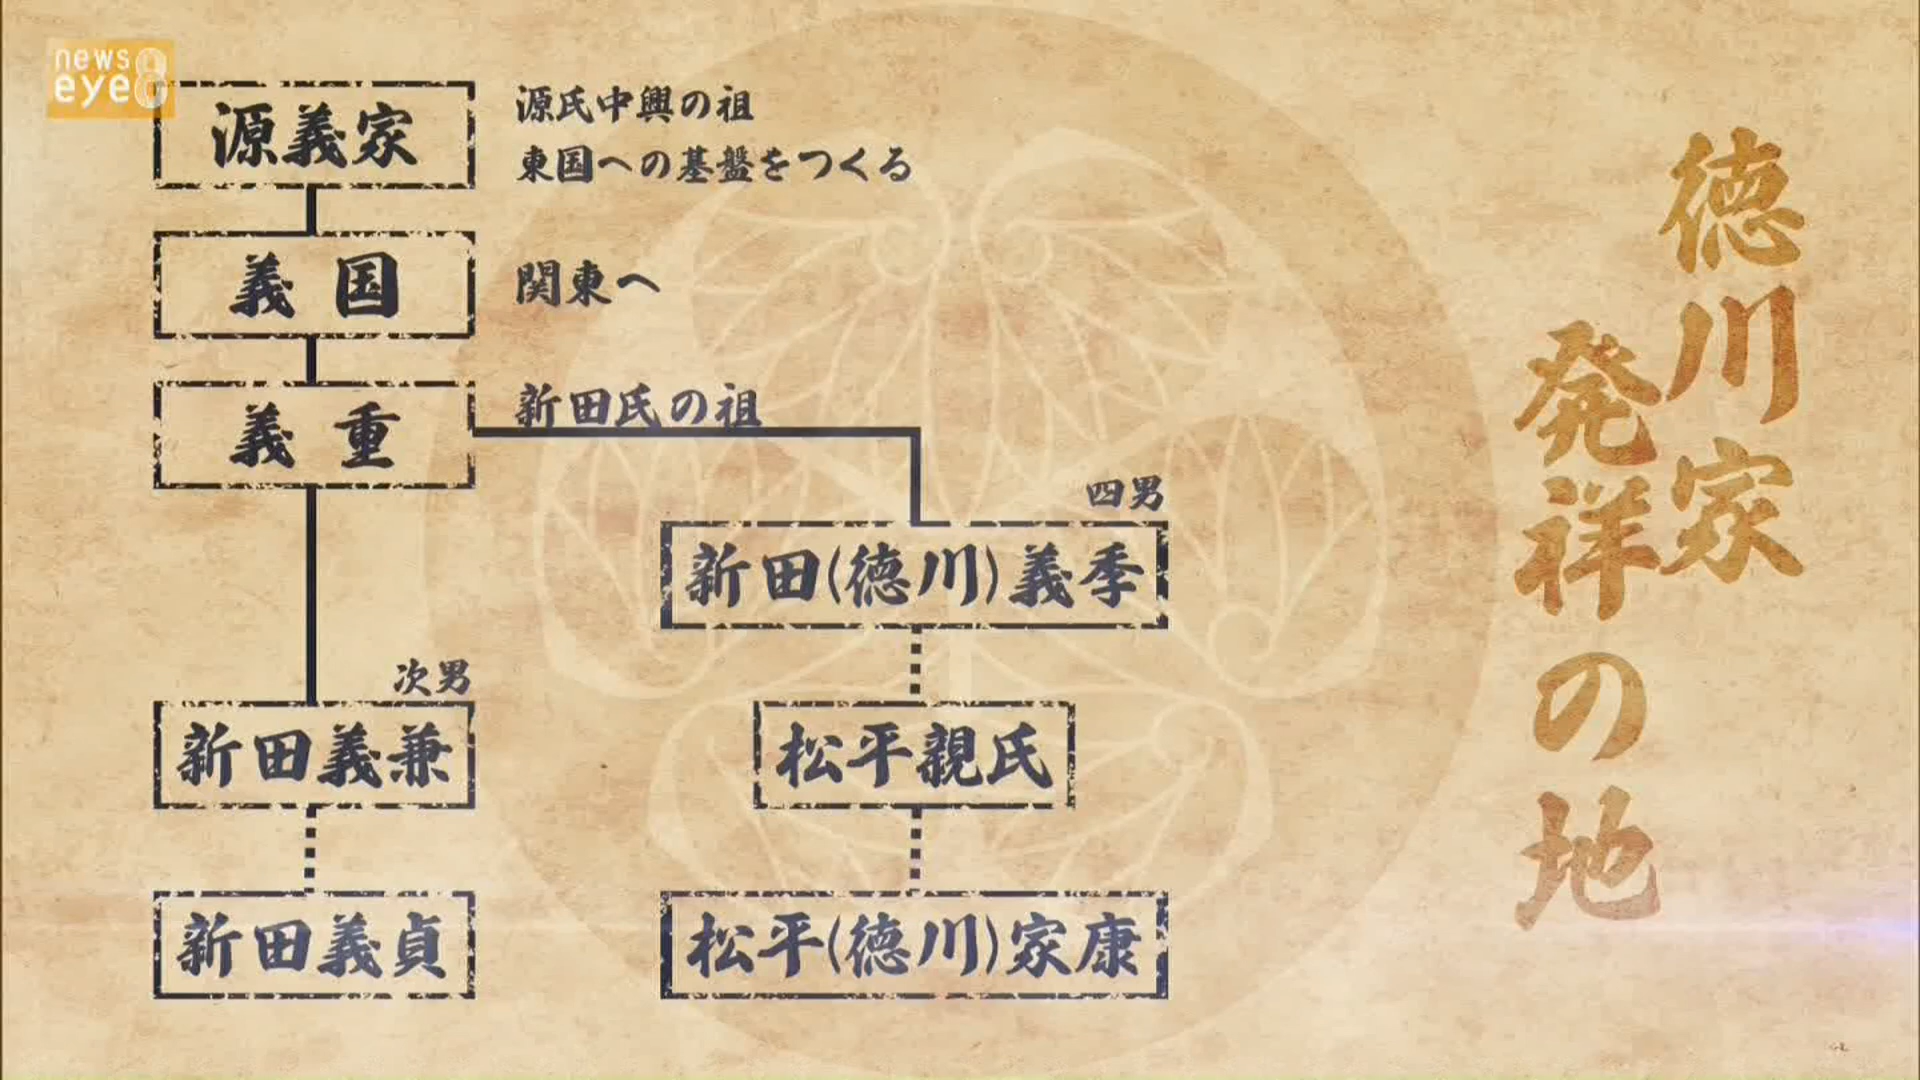 news
eye8
徳川家
発祥の地
源義家
源氏中興の祖
東国への基盤をつくる
義国
関東へ
義重
新田氏の祖
四男
新田(徳川)義季
次男
新田義兼
松平親氏
新田義貞
松平(徳川)家康